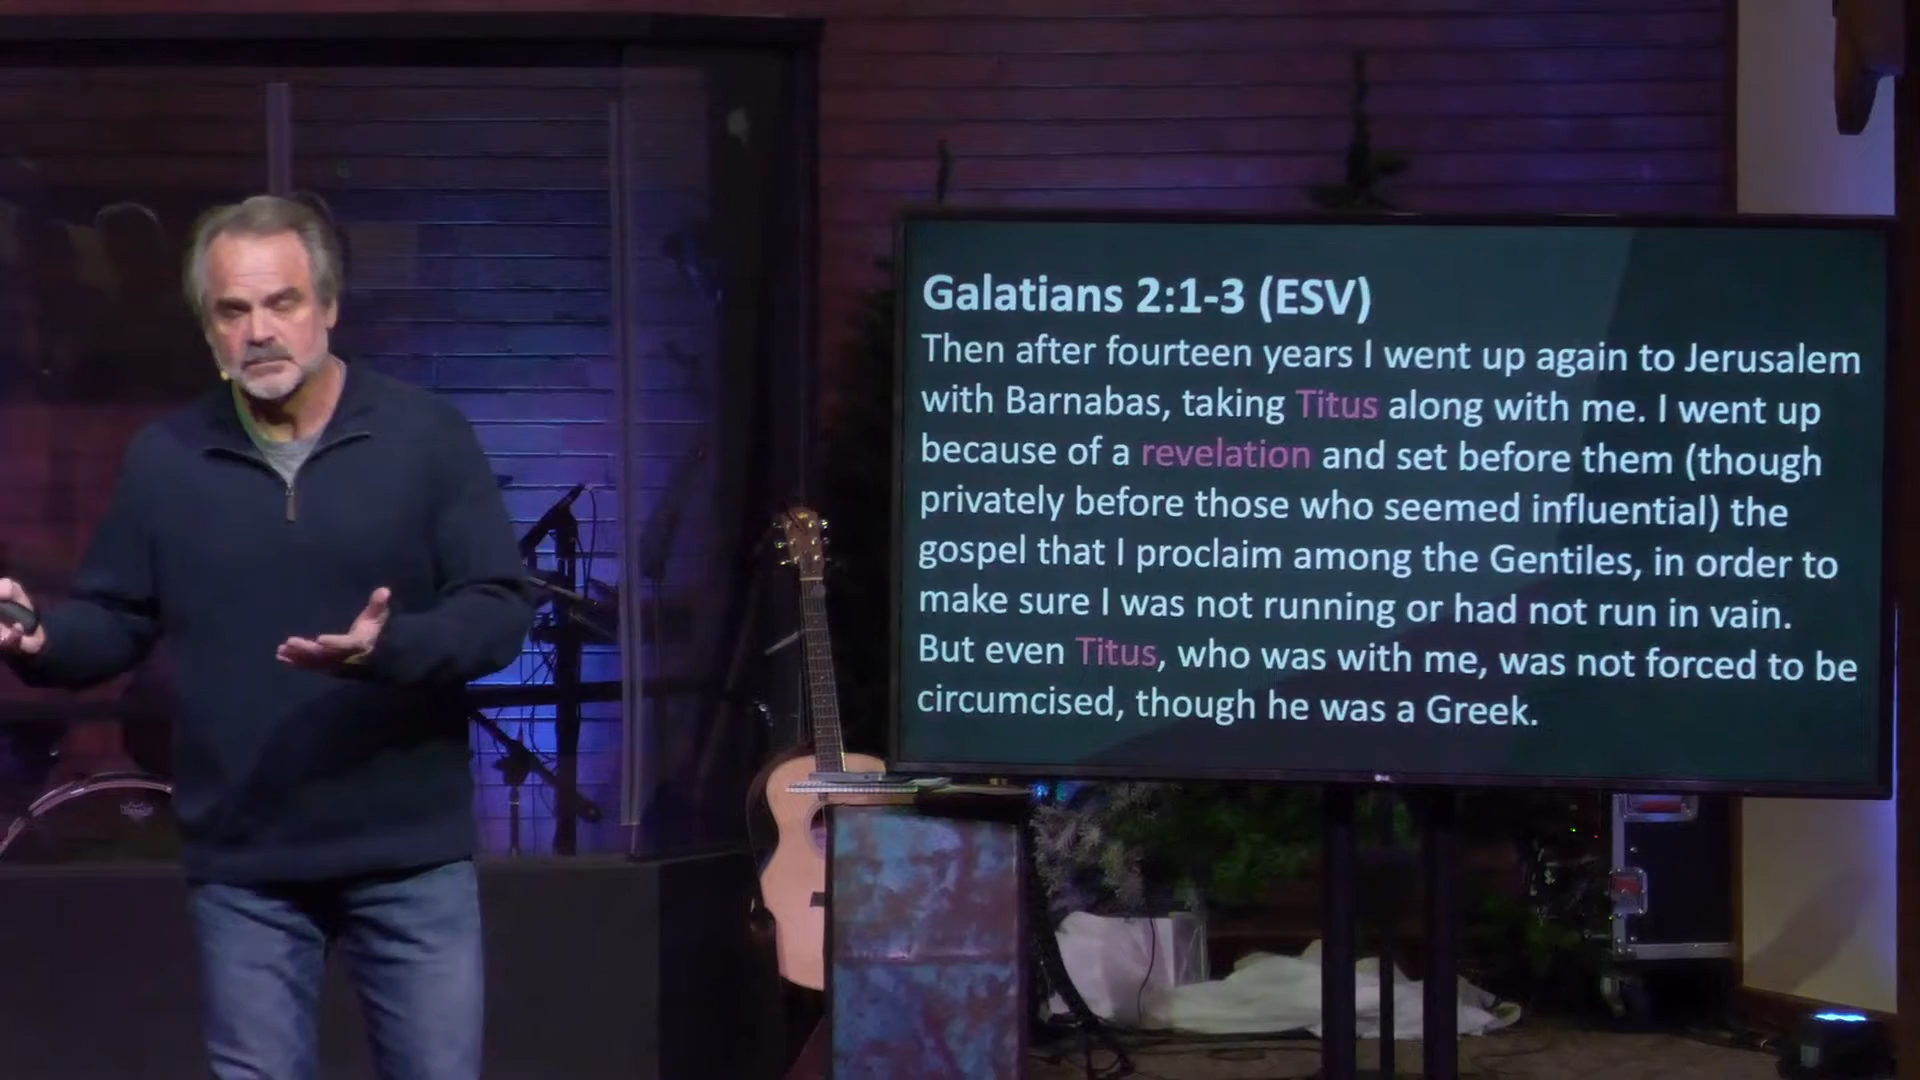 Galatians 2:1-3 (ESV)
Then after fourteen years I went up again to Jerusalem
with Barnabas, taking Titus along with me. I went up
because of a revelation and set before them (though
privately before those who seemed influential) the
gospel that I proclaim among the Gentiles, in order to
make sure I was not running or had not run in vain.
But even Titus, who was with me, was not forced to be
circumcised, though he was a Greek.